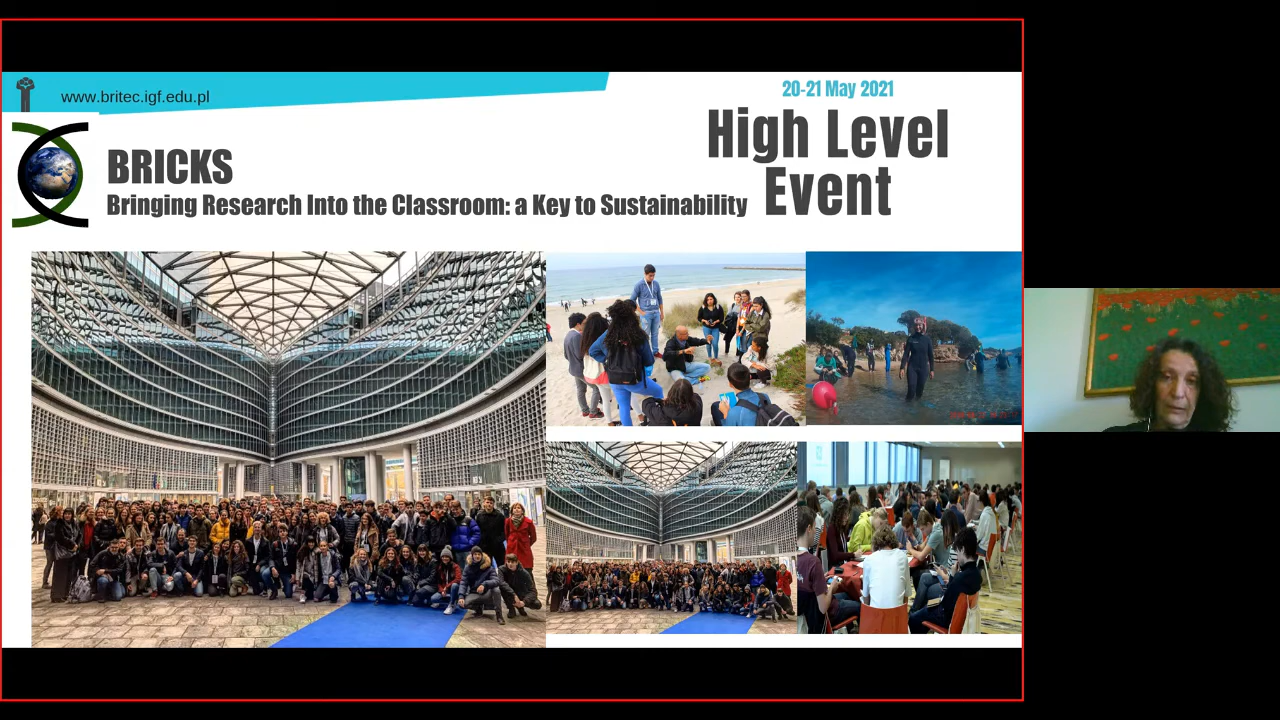 www.britec.igf.edu.pl
20-21 May 2021
High Level
Event
BRICKS
Bringing Research Into the Classroom: a Key to Sustainability